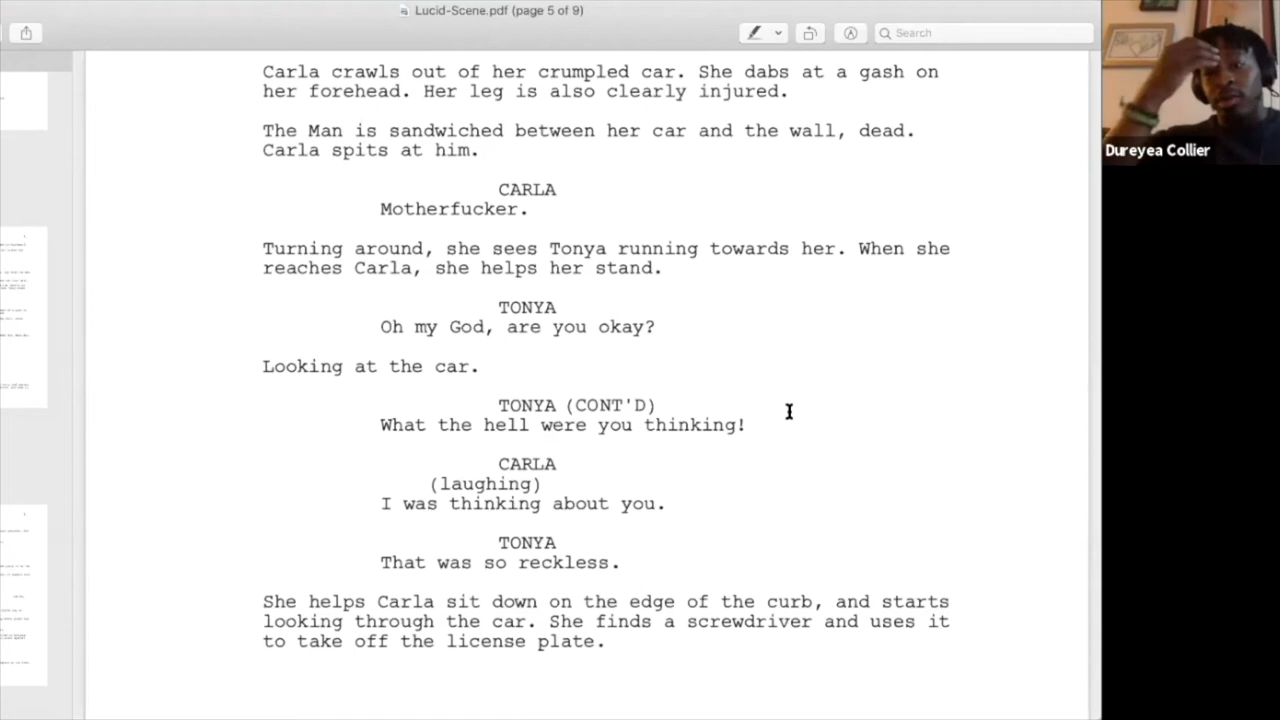 Lucid-Scene.pdf (page 5 of 9)
Search
Carla crawls out of her crumpled car. She dabs at a gash on
her forehead. Her leg is also clearly injured.
The Man is sandwiched between her car and the wall, dead.
Carla spits at him.
CARLA
Motherfucker.
Turning around, she sees Tonya running towards her. When she
reaches Carla, she helps her stand.
TONYA
Oh my God, are you okay?
Looking at the car.
TONYA (CONT'D)
What the hell were you thinking!
CARLA
(laughing)
I was thinking about you.
TONYA
That was so reckless.
She helps Carla sit down on the edge of the curb, and starts
looking through the car. She finds a screwdriver and uses it
to take off the license plate.
Dureyea Collier